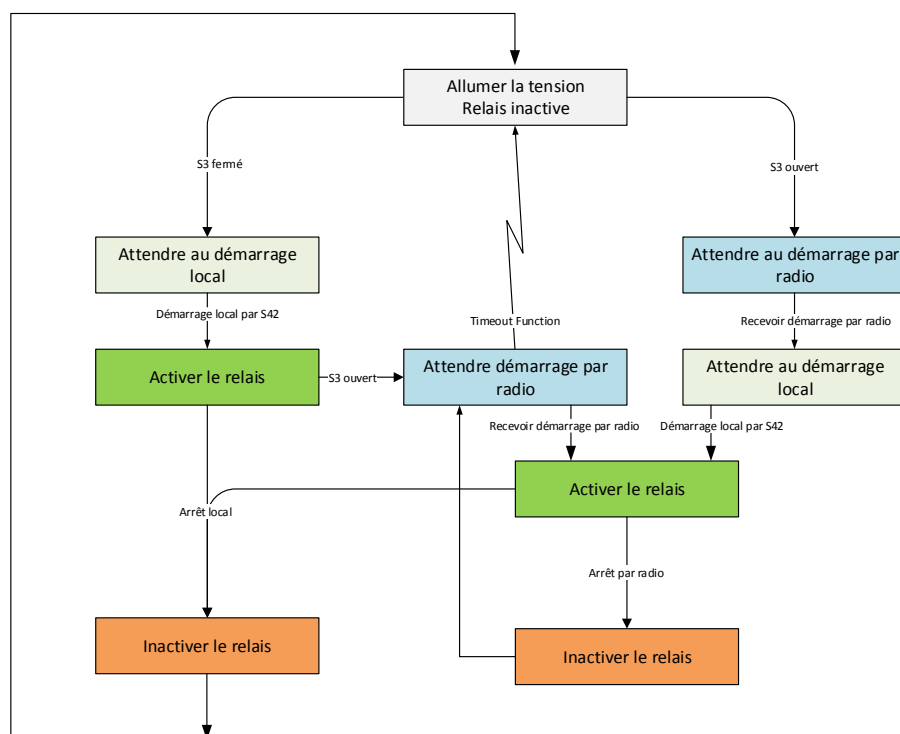 Allumer la tension
Relais inactive
S3 fermé
S3 ouvert
Attendre au démarrage
local
Attendre au démarrage par
radio
Démarrage local par S42
Timeout Function
Recevoir démarrage par radio
Activer le relais
S3 ouvert
Attendre démarrage par
radio
Attendre au démarrage
local
Recevoir démarrage par radio
Démarrage local par S42
Activer le relais
Arrêt local
Arrêt par radio
Inactiver le relais
Inactiver le relais